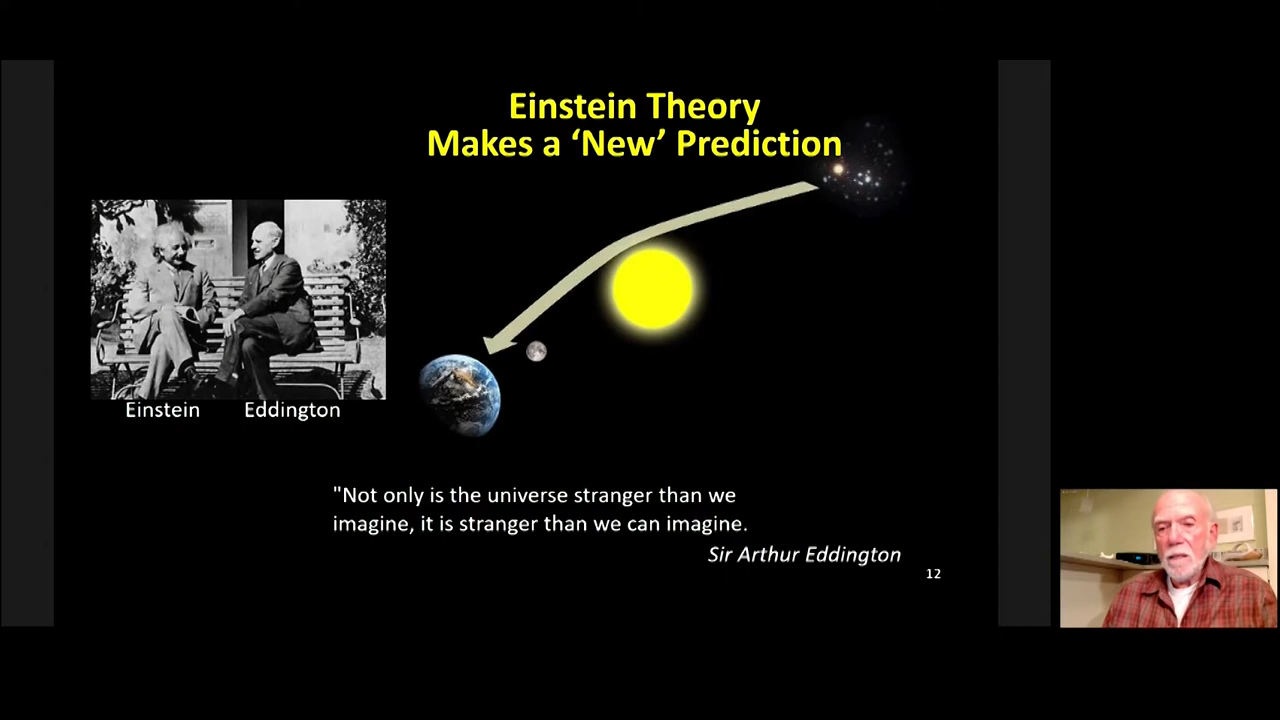 Einstein Theory
Makes a ‘New’ Prediction
Einstein Eddington
"Not only is the universe stranger than we
imagine, it is stranger than we can imagine.
Sir Arthur Eddington
12